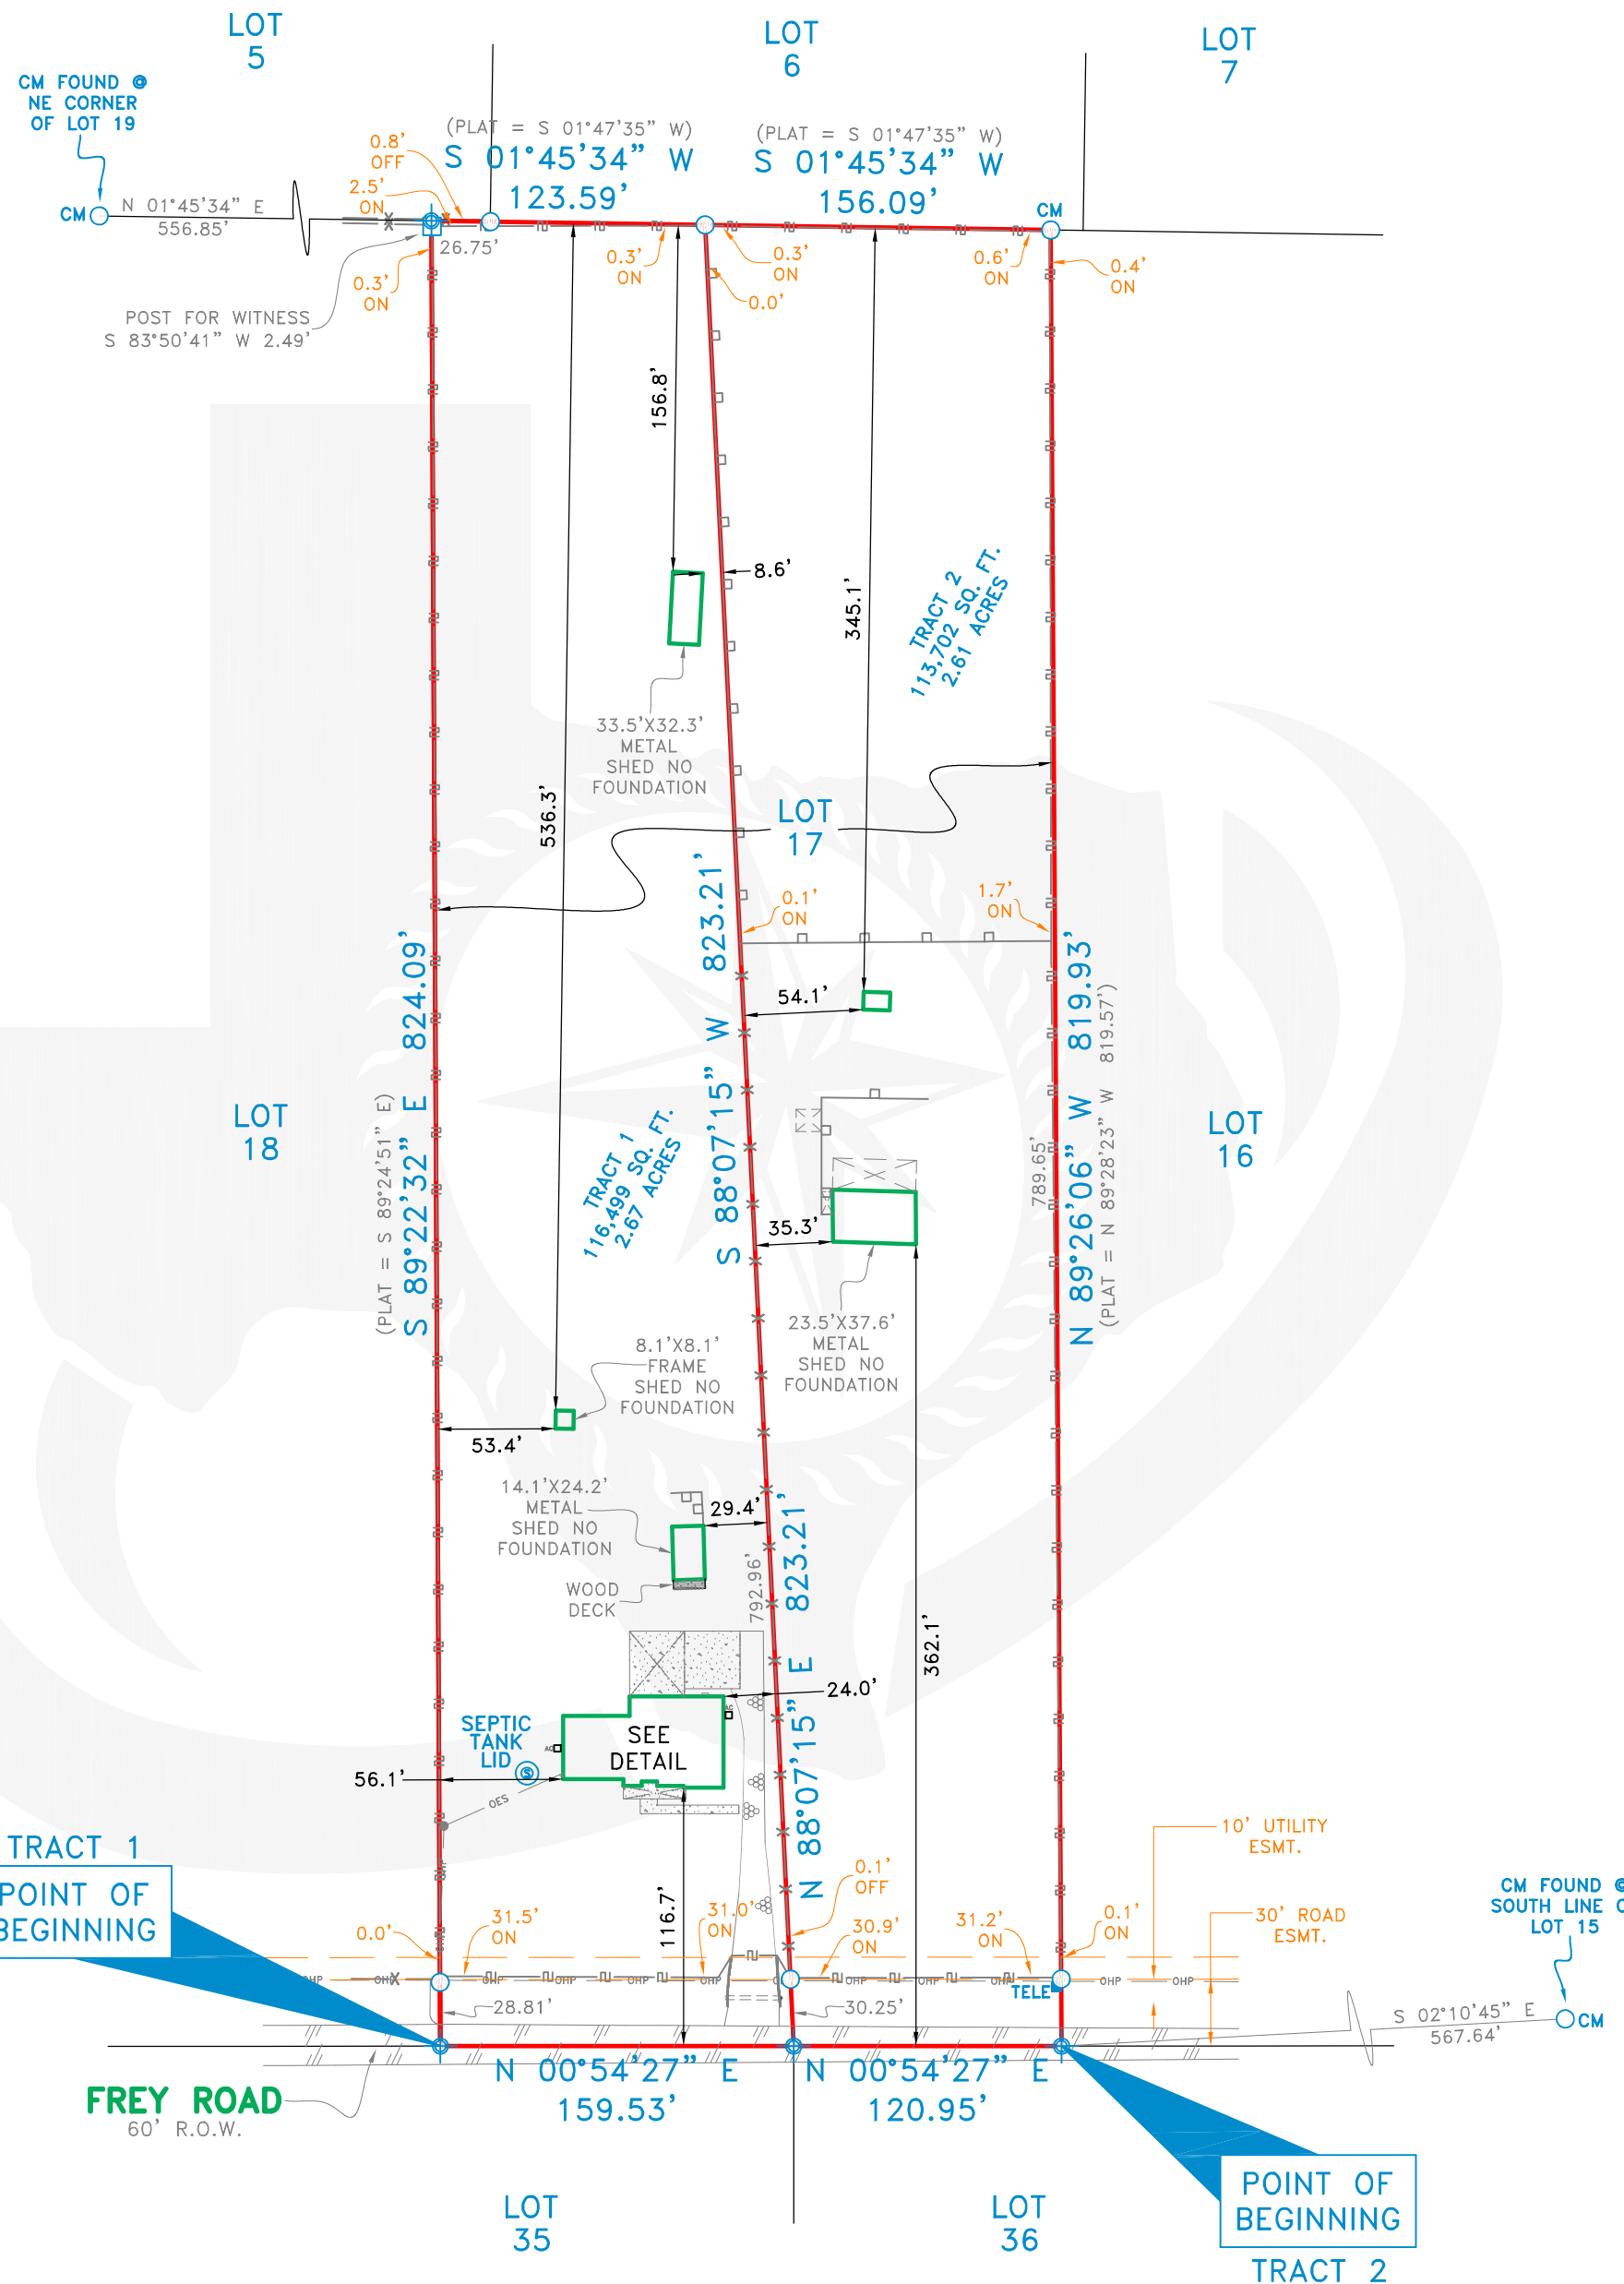 LOT
5
LOT
6
LOT
7
CM FOUND @
NE CORNER
OF LOT 19
(PLAT = S 01°47'35" W)
S 01°45'34" W
123.59'
(PLAT = S 01°47'35" W)
S 01°45'34" W
156.09'
0.8'
OFF
2.5'
ON
CM
N 01°45'34" E
556.85'
CM
26.75'
0.3'
ON
0.3'
ON
0.3'
ON
0.0'
0.6'
ON
0.4'
ON
POST FOR WITNESS
S 83°50'41" W 2.49'
156.8'
8.6'
345.1'
TRACT 2
113,702 SQ. FT.
2.61 ACRES
33.5'X32.3'
METAL
SHED NO
FOUNDATION
536.3'
LOT
17
0.1'
ON
1.7'
ON
S 89°22'32" E 824.09'
(PLAT = S 89°24'51" E)
S 88°07'15" W 823.21'
54.1'
N 89°26'06" W 819.93'
(PLAT = N 89°28'23" W 819.57')
789.65'
LOT
18
LOT
16
TRACT 1
116,499 SQ. FT.
2.67 ACRES
35.3'
23.5'X37.6'
METAL
SHED NO
FOUNDATION
8.1'X8.1'
FRAME
SHED NO
FOUNDATION
53.4'
14.1'X24.2'
METAL
SHED NO
FOUNDATION
29.4'
WOOD
DECK
792.96'
N 88°07'15" E 823.21'
362.1'
24.0'
SEPTIC
TANK
LID
S
AC
AC
SEE
DETAIL
56.1'
OES
116.7'
TRACT 1
POINT OF
BEGINNING
0.0'
31.5'
ON
31.0'
ON
0.1'
OFF
30.9'
ON
31.2'
ON
0.1'
ON
10' UTILITY
ESMT.
30' ROAD
ESMT.
CM FOUND @
SOUTH LINE O
LOT 15
OHP
OHP
OHP
OHP
OHP
OHP
OHP
OHP
OHP
TELE
28.81'
30.25'
S 02°10'45" E
567.64'
CM
FREY ROAD
60' R.O.W.
N 00°54'27" E
159.53'
N 00°54'27" E
120.95'
LOT
35
LOT
36
POINT OF
BEGINNING
TRACT 2